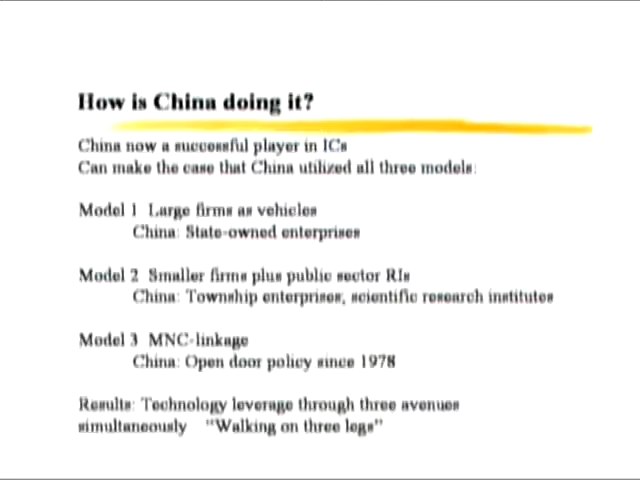 How is China doing it?
China now a successful player in ICs
Can make the case that China utilized all three models:
Model 1 Large firms as vehicles
China: State-owned enterprises
Model 2 Smaller firms plus public sector RIs
China: Township enterprises, scientific research institutes
Model 3 MNC-linkage
China: Open door policy since 1978
Results: Technology leverage through three avenues
simultaneously "Walking on three legs"